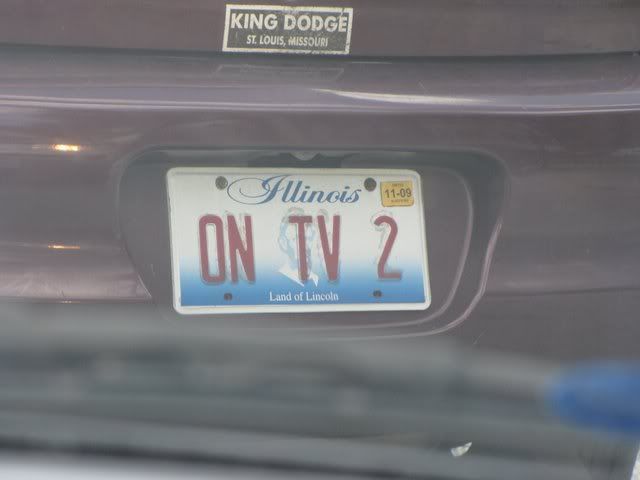 KING DODGE
ST. LOUIS, MISSOURI
Illinois
11-09
ON TV 2
Land of Lincoln